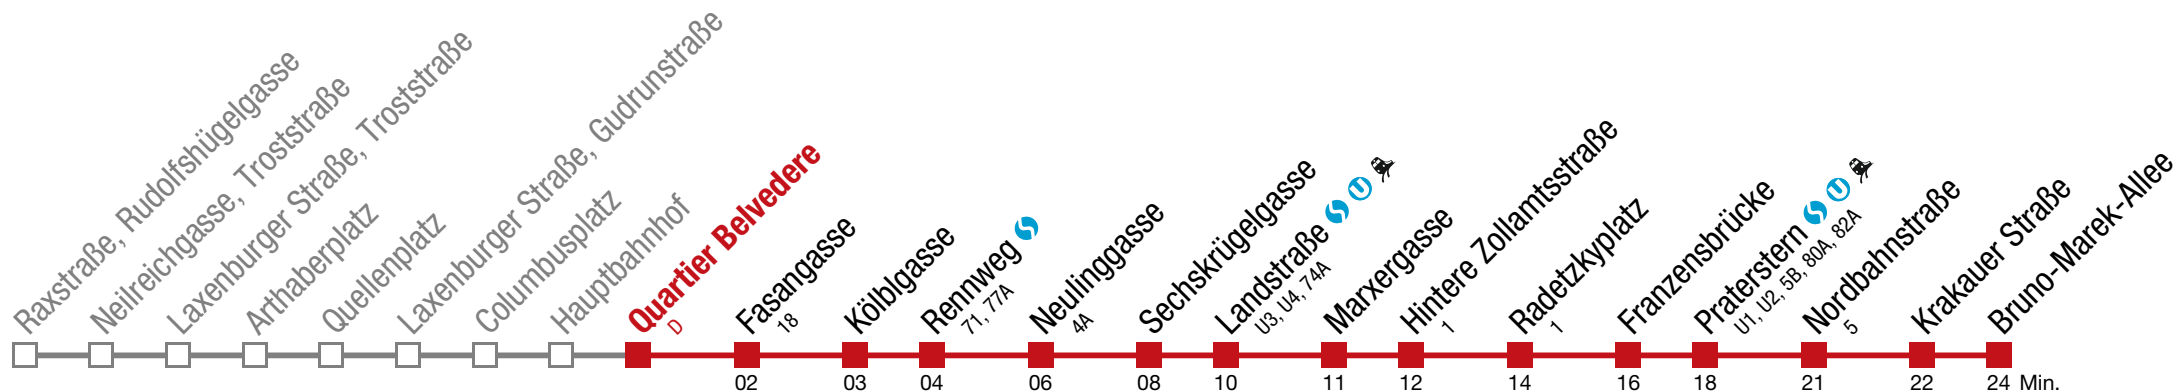 Raxstraße, Rudolfshügelgasse
Neilreichgasse, Troststraße
Laxenburger Straße, Troststraße
Arthaberplatz
Quellenplatz
Laxenburger Straße, Gudrunstraße
Columbusplatz
Hauptbahnhof
Quartier Belvedere
D
Fasangasse
18
Kölblgasse
Rennweg S
71, 77A
Neulinggasse
4A
Sechskrügelgasse
Landstraße S U
U3, U4, 74A
Marxergasse
Hintere Zollamtsstraße
1
Radetzkyplatz
1
Franzensbrücke
Praterstern S U
U1, U2, 5B, 80A, 82A
Nordbahnstraße
5
Krakauer Straße
Bruno-Marek-Allee
02 03 04 06 08 10 11 12 14 16 18 21 22 24 Min.